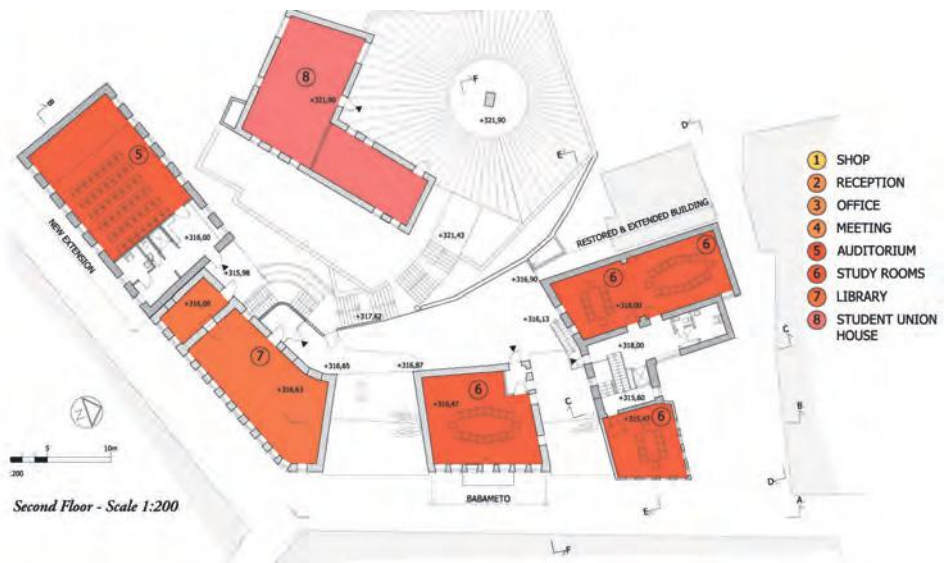 8
+321,90
F
+321,90
D
E
B
5
1 SHOP
2 RECEPTION
3 OFFICE
4 MEETING
5 AUDITORIUM
6 STUDY ROOMS
7 LIBRARY
8 STUDENT UNION
HOUSE
NEW EXTENSION
RESTORED & EXTENDED BUILDING
+321,43
+316,00
+315,98
+316,90
6
6
+318,00
+316,00
+317,62
+316,13
C
7
+318,00
+316,65
+316,87
+316,63
6
+316,47
+315,60
C
6
+315,47
B
N
5
10m
:200
Second Floor - Scale 1:200
BABAMETO
D
E
A
F